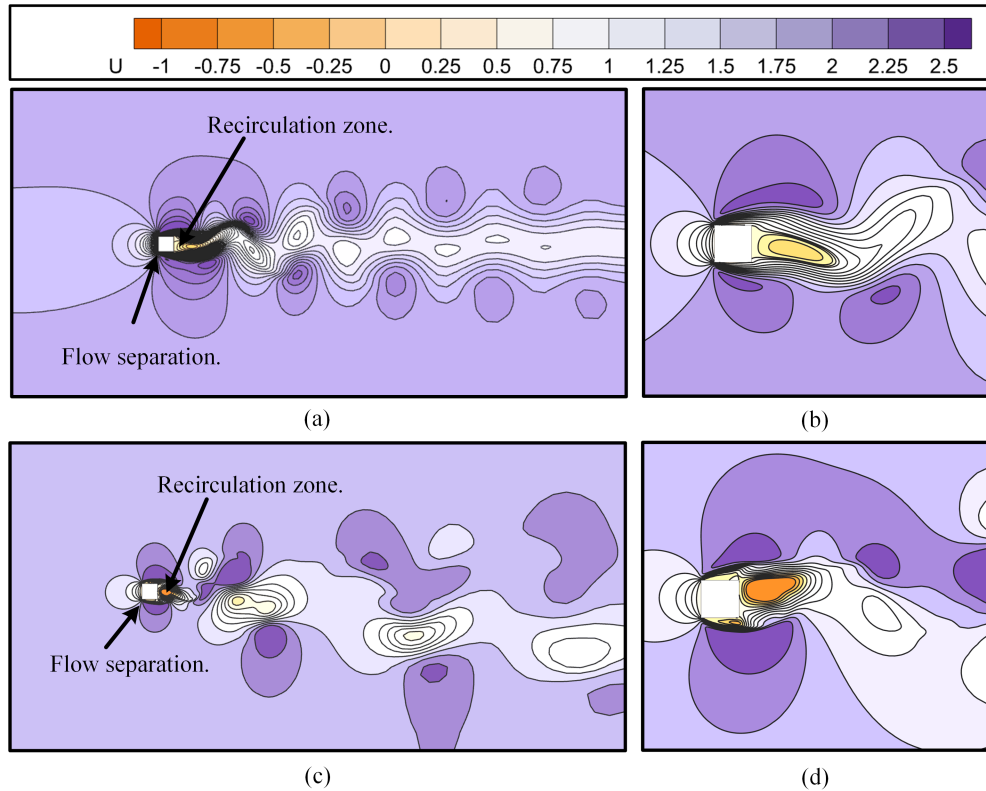 U -1 -0.75 -0.5 -0.25 0 0.25 0.5 0.75 1 1.25 1.5 1.75 2 2.25 2.5
Recirculation zone.
Flow separation.
(a)
(b)
Recirculation zone.
Flow separation.
(c)
(d)